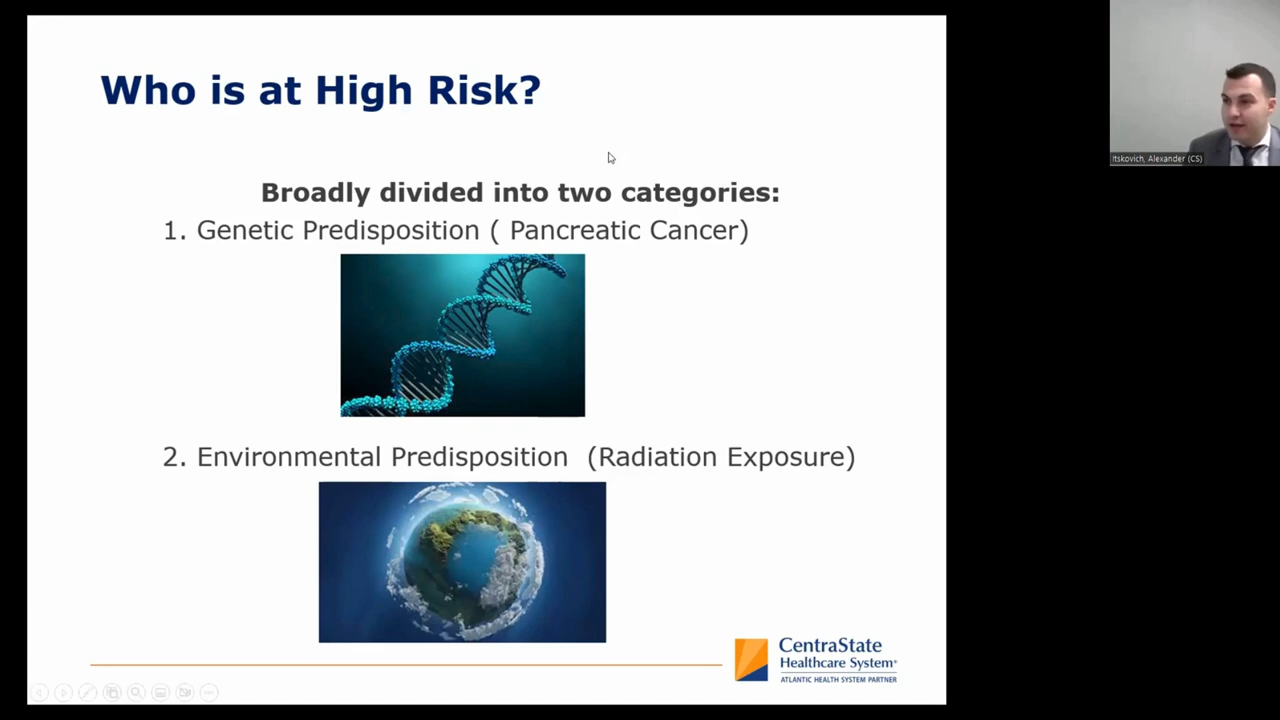 Who is at High Risk?
Broadly divided into two categories:
1. Genetic Predisposition ( Pancreatic Cancer)
2. Environmental Predisposition (Radiation Exposure)
CentraState
Healthcare System®
ATLANTIC HEALTH SYSTEM PARTNER
Itskovich, Alexander (CS)